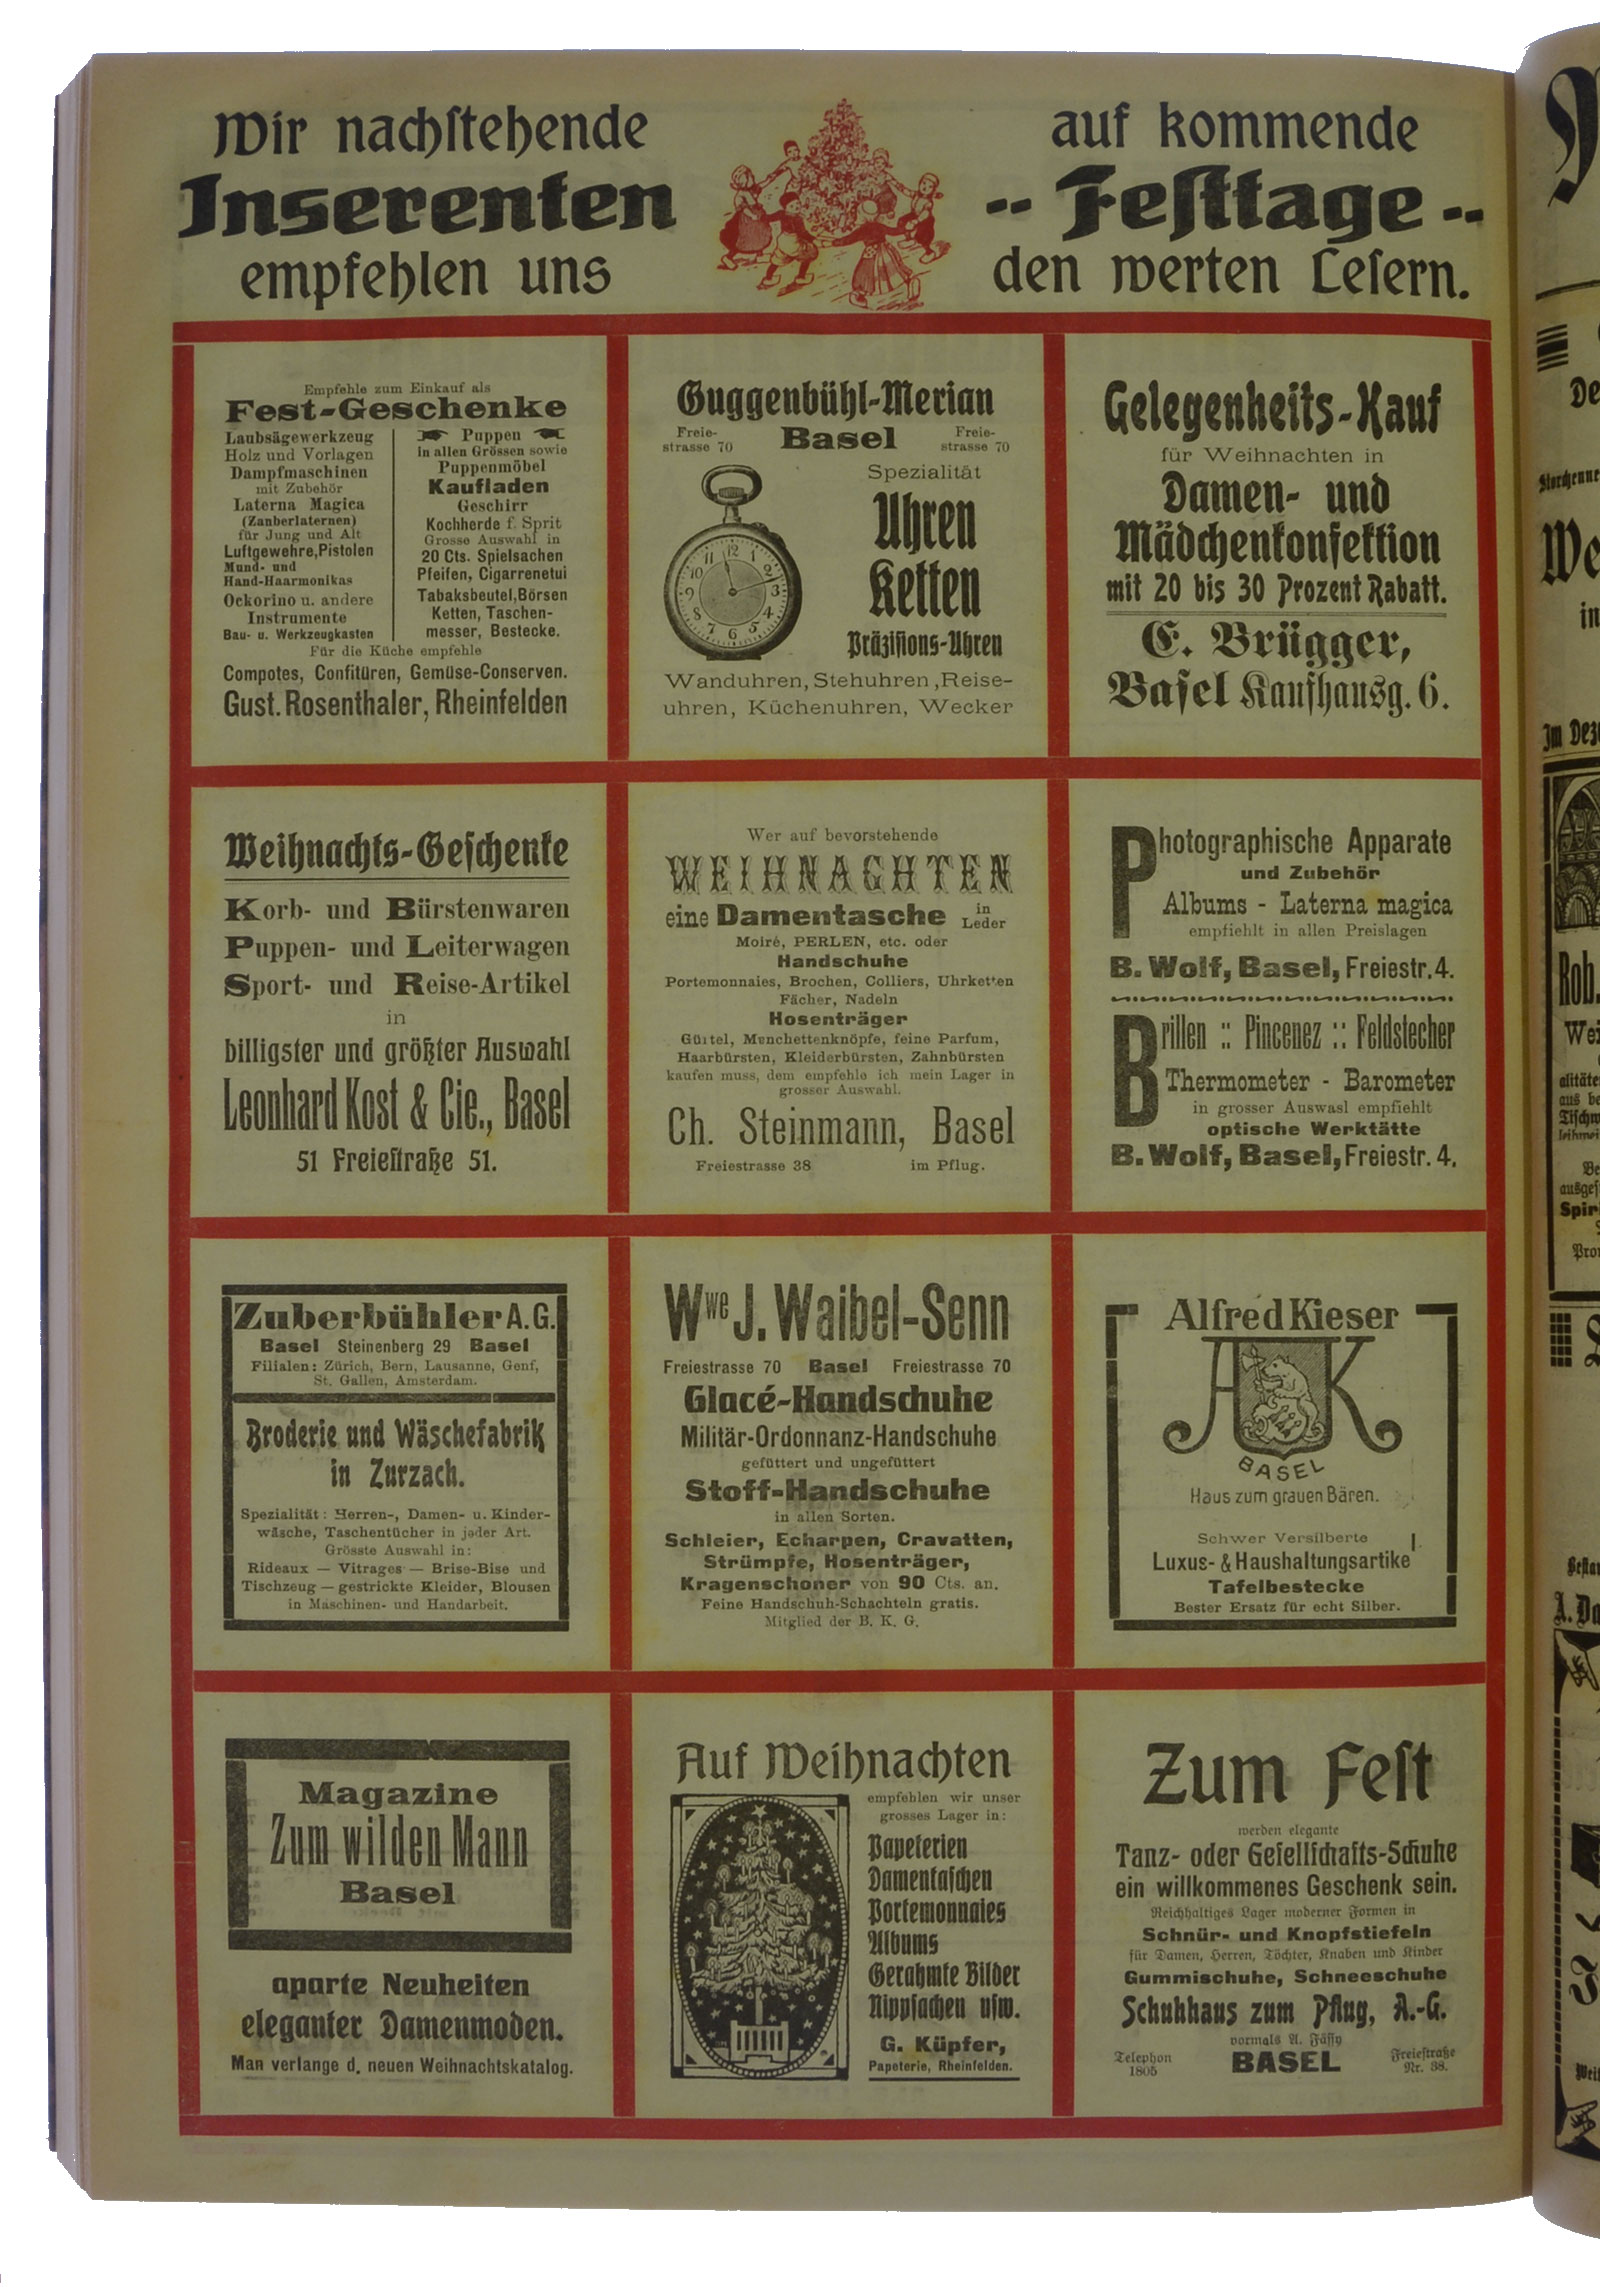 Wir nachstehende
Inserenten
empfehlen uns
auf kommende
-- Festtage --
den werten Lesern.
Empfehle zum Einkauf als
Fest-Geschenke
Laubsägewerkzeug
Holz und Vorlagen
Dampfmaschinen
mit Zubehör
Laterna Magica
(Zanberlaternen)
für Jung und Alt
Luftgewehre, Pistolen
Mund- und
Hand-Haarmonikas
Ockorino u. andere
Instrumente
Bau- u. Werkzeugkasten
Puppen
in allen Grössen sowie
Puppenmöbel
Kaufladen
Geschirr
Kochherde f. Sprit
Grosse Auswahl in
20 Cts. Spielsachen
Pfeifen, Cigarrenetui
Tabaksbeutel, Börsen
Ketten, Taschen-
messer, Bestecke.
Für die Küche empfehle
Compotes, Confitüren, Gemüse-Conserven.
Gust. Rosenthaler, Rheinfelden
Guggenbühl-Merian
Freie-strasse 70 Basel Freie-strasse 70
Spezialität
Uhren
Ketten
Präzisions-Uhren
Wanduhren, Stehuhren, Reise-
uhren, Küchenuhren, Wecker
Gelegenheits-Kauf
für Weihnachten in
Damen- und
Mädchenkonfektion
mit 20 bis 30 Prozent Rabatt.
E. Brügger,
Basel Kaufhausg. 6.
Weihnachts-Geschenke
Korb- und Bürstenwaren
Puppen- und Leiterwagen
Sport- und Reise-Artikel
in
billigster und größter Auswahl
Leonhard Kost & Cie., Basel
51 Freiestraße 51.
Wer auf bevorstehende
WEIHNACHTEN
eine Damentasche in Leder
Moiré, PERLEN, etc. oder
Handschuhe
Portemonnaies, Brochen, Colliers, Uhrketten
Fächer, Nadeln
Hosenträger
Gürtel, Manchettenknöpfe, feine Parfum,
Haarbürsten, Kleiderbürsten, Zahnbürsten
kaufen muss, dem empfehle ich mein Lager in
grosser Auswahl.
Ch. Steinmann, Basel
Freiestrasse 38 im Pflug.
Photographische Apparate
und Zubehör
Albums - Laterna magica
empfiehlt in allen Preislagen
B. Wolf, Basel, Freiestr. 4.
Brillen :: Pincenez :: Feldstecher
Thermometer - Barometer
in grosser Auswasl empfiehlt
optische Werktätte
B. Wolf, Basel, Freiestr. 4.
Zuberbühler A. G.
Basel Steinenberg 29 Basel
Filialen: Zürich, Bern, Lausanne, Genf,
St. Gallen, Amsterdam.
Broderie und Wäschefabrik
in Zurzach.
Spezialität: Herren-, Damen- u. Kinder-
wäsche, Taschentücher in jeder Art.
Grösste Auswahl in:
Rideaux — Vitrages — Brise-Bise und
Tischzeug — gestrickte Kleider, Blousen
in Maschinen- und Handarbeit.
Wwe J. Waibel-Senn
Freiestrasse 70 Basel Freiestrasse 70
Glacé-Handschuhe
Militär-Ordonnanz-Handschuhe
gefüttert und ungefüttert
Stoff-Handschuhe
in allen Sorten.
Schleier, Echarpen, Cravatten,
Strümpfe, Hosenträger,
Kragenschoner von 90 Cts. an.
Feine Handschuh-Schachteln gratis.
Mitglied der B. K. G.
Alfred Kieser
AK
BASEL
Haus zum grauen Bären.
Schwer Versilberte
Luxus- & Haushaltungsartike
Tafelbestecke
Bester Ersatz für echt Silber.
Magazine
Zum wilden Mann
Basel
aparte Neuheiten
eleganter Damenmoden.
Man verlange d. neuen Weihnachtskatalog.
Auf Weihnachten
empfehlen wir unser
grosses Lager in:
Papeterien
Damentaschen
Portemonnaies
Albums
Gerahmte Bilder
Nippsachen usw.
G. Küpfer,
Papeterie, Rheinfelden.
Zum Fest
werden elegante
Tanz- oder Gesellschafts-Schuhe
ein willkommenes Geschenk sein.
Reichhaltiges Lager moderner Formen in
Schnür- und Knopfstiefeln
für Damen, Herren, Töchter, Knaben und Kinder
Gummischuhe, Schneeschuhe
Schuhhaus zum Pflug, A.-G.
vormals A. Fässy
Telephon 1805 BASEL Freiestraße Nr. 38.